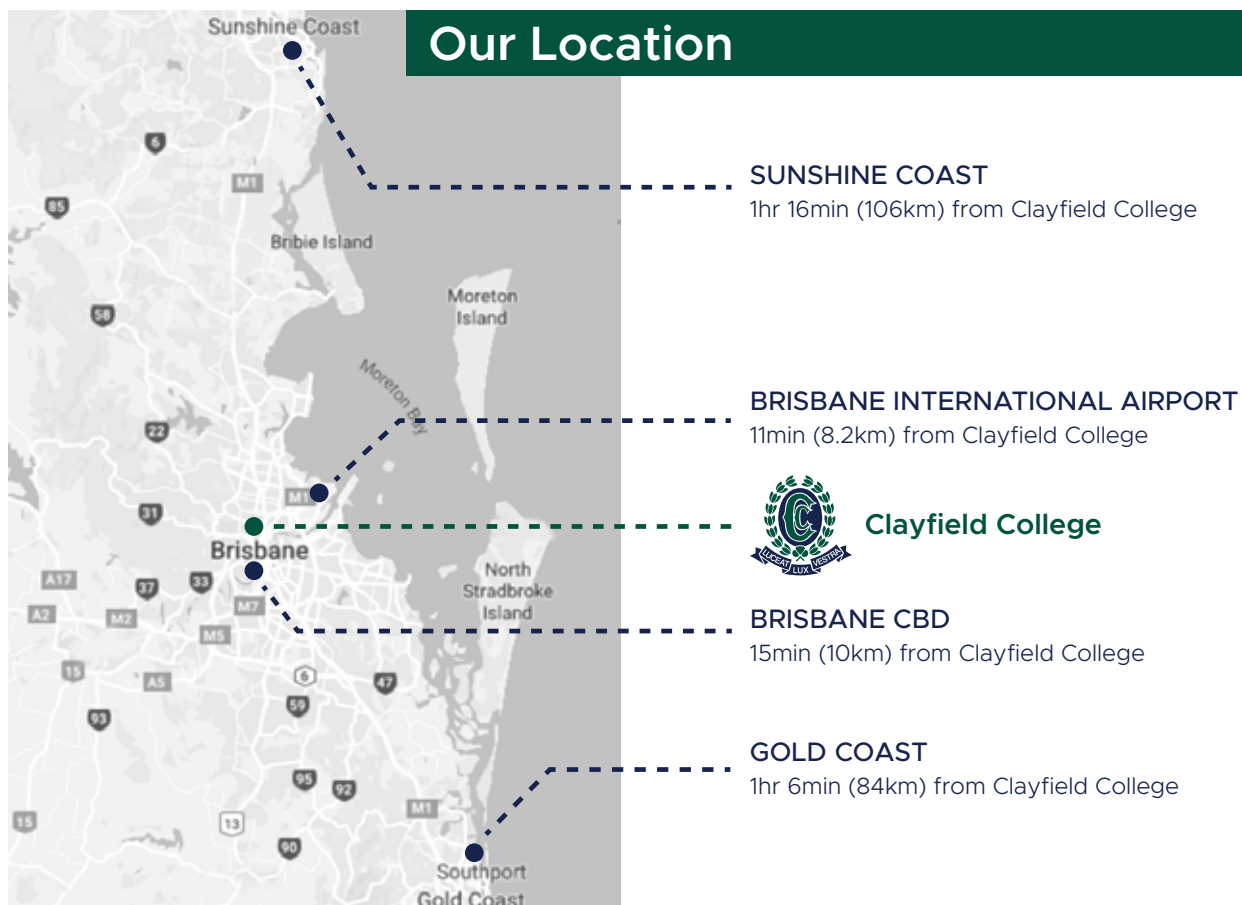 Our Location
Sunshine Coast
6
M1
85
Bribie Island
58
Moreton
Island
Moreton Bay
22
M1
31
Brisbane
A17
37
33
M7
A2
M2
M5
North
Stradbroke
Island
15
A5
6
47
59
93
95
92
M1
15
13
90
Southport
Gold Coast
SUNSHINE COAST
1hr 16min (106km) from Clayfield College
BRISBANE INTERNATIONAL AIRPORT
11min (8.2km) from Clayfield College
CCC
LUCEAT LUX VESTRA
Clayfield College
BRISBANE CBD
15min (10km) from Clayfield College
GOLD COAST
1hr 6min (84km) from Clayfield College